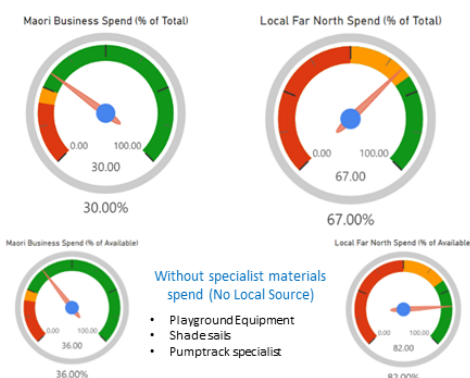 Maori Business Spend (% of Total)
0.00 100.00
30.00
30.00%
Local Far North Spend (% of Total)
0.00 100.00
67.00
67.00%
Maori Business Spend (% of Available)
0.00 100.00
36.00
36.00%
Without specialist materials
spend (No Local Source)
• Playground Equipment
• Shade sails
• Pumptrack specialist
Local Far North Spend (% of Available
0.00 100.00
82.00
82.00%